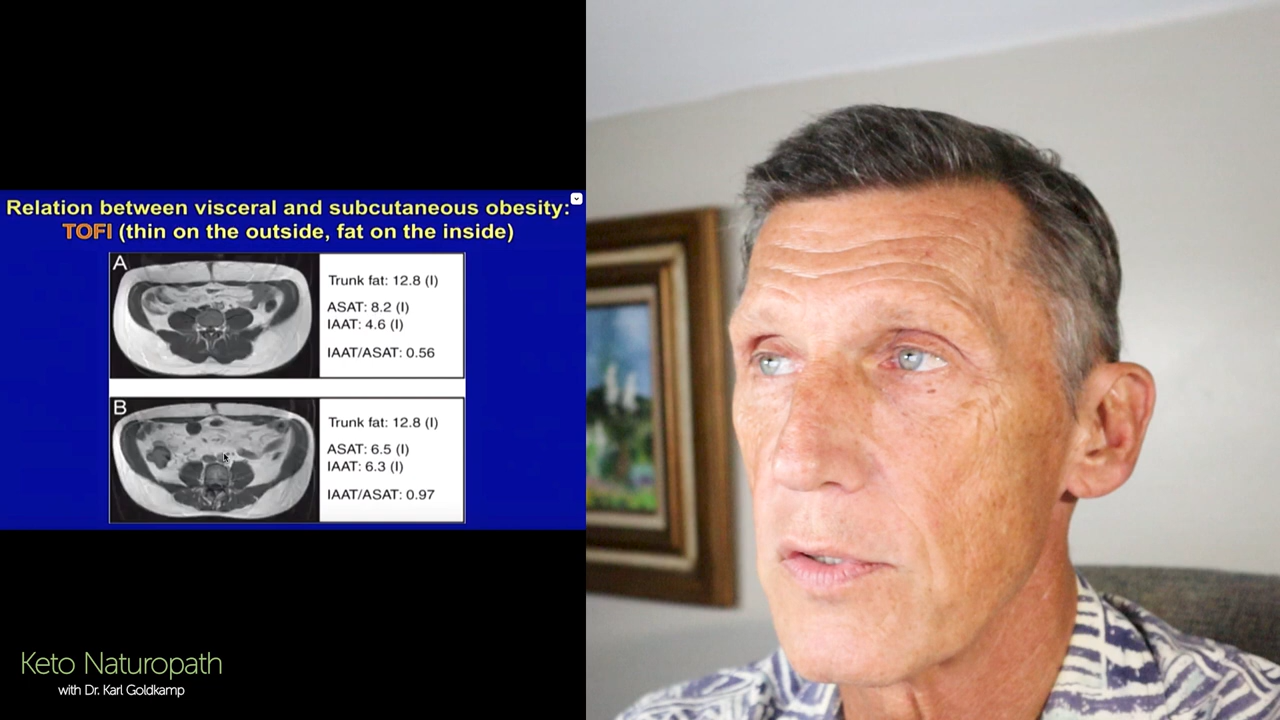 Relation between visceral and subcutaneous obesity:
TOFI (thin on the outside, fat on the inside)
A
Trunk fat: 12.8 (l)
ASAT: 8.2 (l)
IAAT: 4.6 (l)
IAAT/ASAT: 0.56
B
Trunk fat: 12.8 (l)
ASAT: 6.5 (l)
IAAT: 6.3 (l)
IAAT/ASAT: 0.97
Keto Naturopath
with Dr. Karl Goldkamp